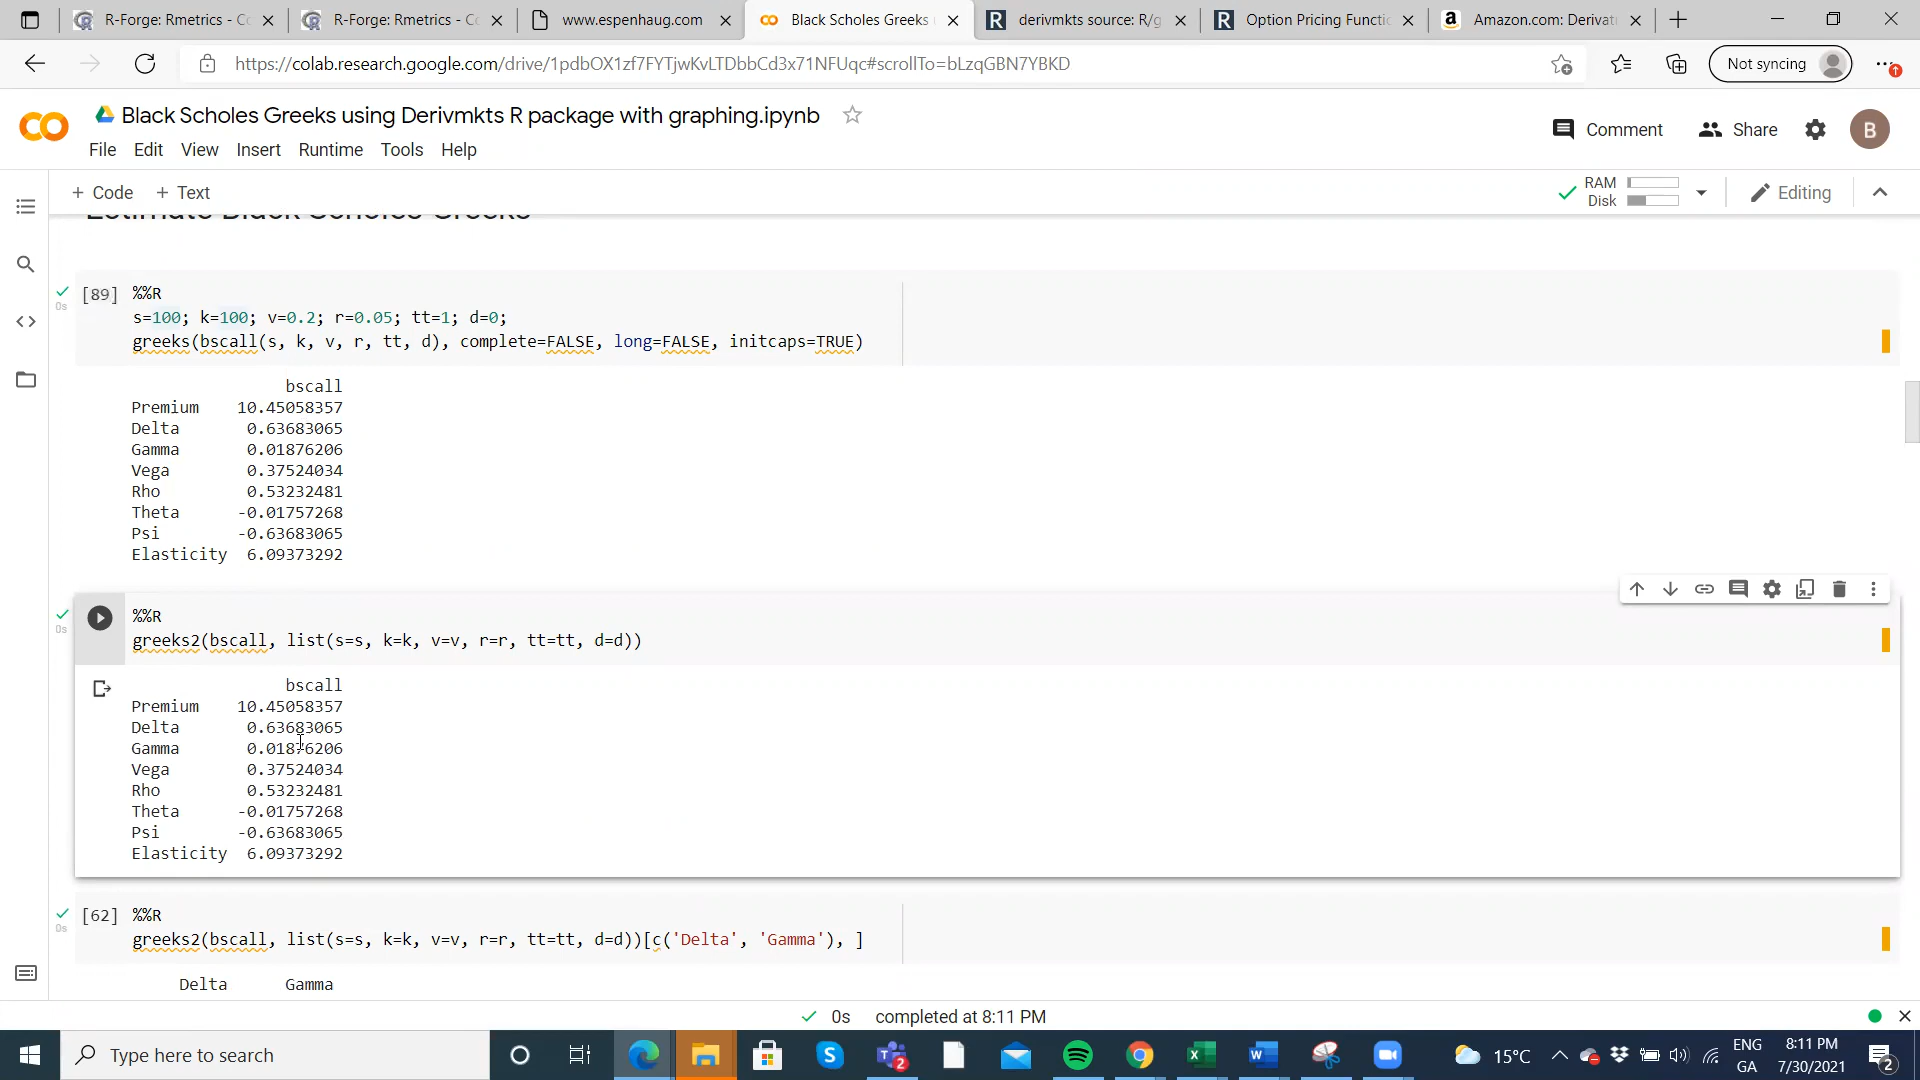 R-Forge: Rmetrics - Co
R-Forge: Rmetrics - Co
www.espenhaug.com
Black Scholes Greeks
derivmkts source: R/g
Option Pricing Functio
Amazon.com: Derivat
https://colab.research.google.com/drive/1pdbOX1zf7FYTjwKvLTDbbCd3x71NFUqc#scrollTo=bLzqGBN7YBKD
Not syncing
Black Scholes Greeks using Derivmkts R package with graphing.ipynb
Comment
Share
B
File Edit View Insert Runtime Tools Help
+ Code + Text
RAM
Disk
Editing
Estimate Black Scholes Greeks
[89] %%R
0s
s=100; k=100; v=0.2; r=0.05; tt=1; d=0;
greeks(bscall(s, k, v, r, tt, d), complete=FALSE, long=FALSE, initcaps=TRUE)
bscall
Premium 10.45058357
Delta 0.63683065
Gamma 0.01876206
Vega 0.37524034
Rho 0.53232481
Theta -0.01757268
Psi -0.63683065
Elasticity 6.09373292
%%R
0s
greeks2(bscall, list(s=s, k=k, v=v, r=r, tt=tt, d=d))
bscall
Premium 10.45058357
Delta 0.63683065
Gamma 0.01876206
Vega 0.37524034
Rho 0.53232481
Theta -0.01757268
Psi -0.63683065
Elasticity 6.09373292
[62] %%R
0s
greeks2(bscall, list(s=s, k=k, v=v, r=r, tt=tt, d=d))[c('Delta', 'Gamma'), ]
Delta Gamma
0s completed at 8:11 PM
Type here to search
2
15°C
ENG
GA
8:11 PM
7/30/2021
2